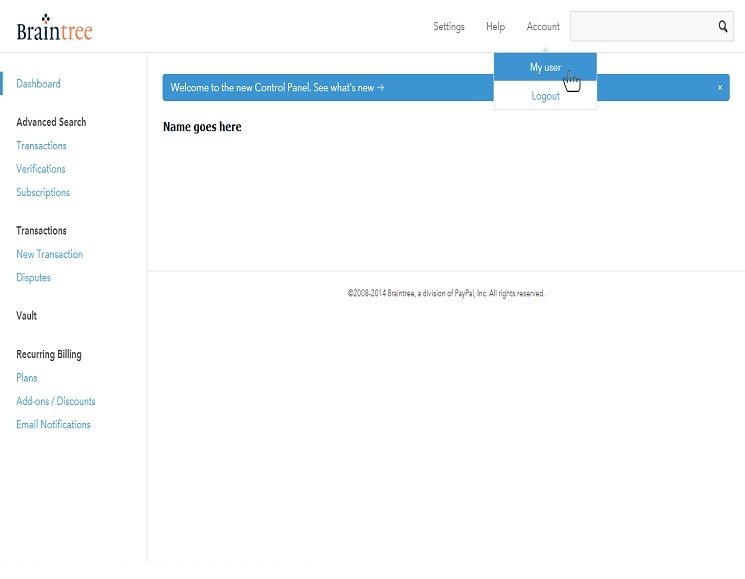 Braintree
Settings Help Account
My user
Logout
Dashboard
Welcome to the new Control Panel. See what's new → ×
Name goes here
Advanced Search
Transactions
Verifications
Subscriptions
Transactions
New Transaction
Disputes
Vault
Recurring Billing
Plans
Add-ons / Discounts
Email Notifications
©2008-2014 Braintree, a division of PayPal, Inc. All rights reserved.